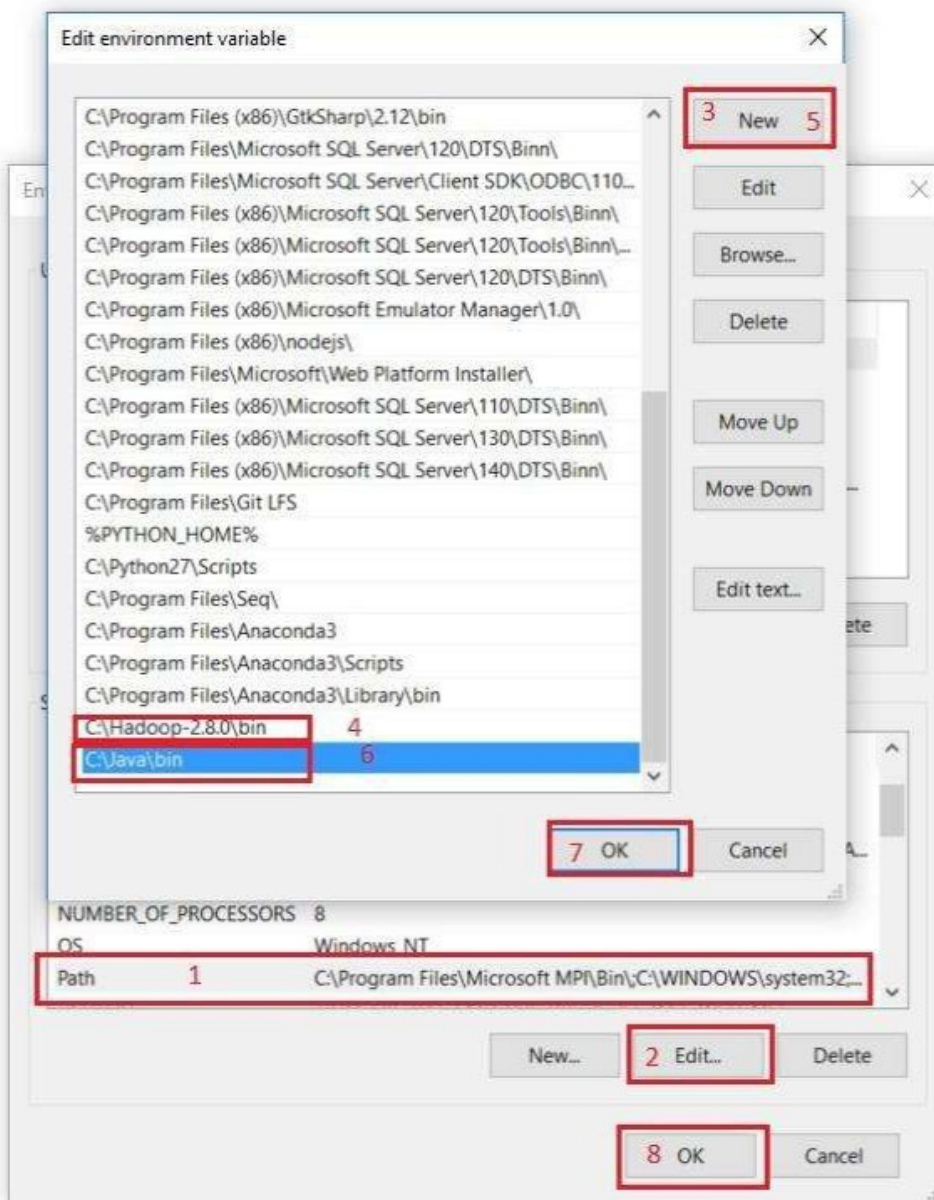 Edit environment variable
C:\Program Files (x86)\GtkSharp\2.12\bin
C:\Program Files\Microsoft SQL Server\120\DTS\Binn\
C:\Program Files\Microsoft SQL Server\Client SDK\ODBC\110...
C:\Program Files (x86)\Microsoft SQL Server\120\Tools\Binn\
C:\Program Files (x86)\Microsoft SQL Server\120\Tools\Binn\...
C:\Program Files (x86)\Microsoft SQL Server\120\DTS\Binn\
C:\Program Files (x86)\Microsoft Emulator Manager\1.0\
C:\Program Files (x86)\nodejs\
C:\Program Files\Microsoft\Web Platform Installer\
C:\Program Files (x86)\Microsoft SQL Server\110\DTS\Binn\
C:\Program Files (x86)\Microsoft SQL Server\130\DTS\Binn\
C:\Program Files (x86)\Microsoft SQL Server\140\DTS\Binn\
C:\Program Files\Git LFS
%PYTHON_HOME%
C:\Python27\Scripts
C:\Program Files\Seq\
C:\Program Files\Anaconda3
C:\Program Files\Anaconda3\Scripts
C:\Program Files\Anaconda3\Library\bin
C:\Hadoop-2.8.0\bin 4
C:\Java\bin 6
3 New 5
Edit
Browse...
Delete
Move Up
Move Down
Edit text...
7 OK
Cancel
En
ete
A...
NUMBER_OF_PROCESSORS 8
OS Windows_NT
Path 1 C:\Program Files\Microsoft MPI\Bin\;C:\WINDOWS\system32;...
New...
2 Edit...
Delete
8 OK
Cancel